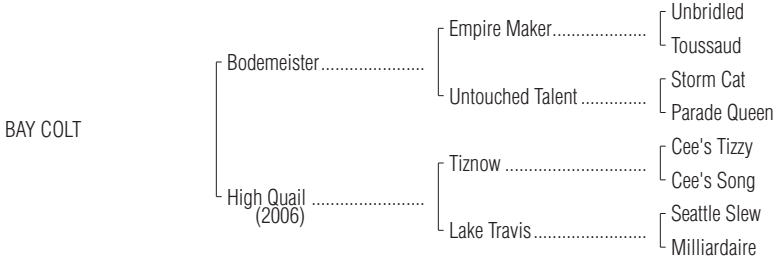 Unbridled
Empire Maker....................
Toussaud
Bodemeister......................
Storm Cat
Untouched Talent ..............
Parade Queen
BAY COLT
Cee's Tizzy
Tiznow ..............................
Cee's Song
High Quail ........................
(2006)
Seattle Slew
Lake Travis........................
Milliardaire